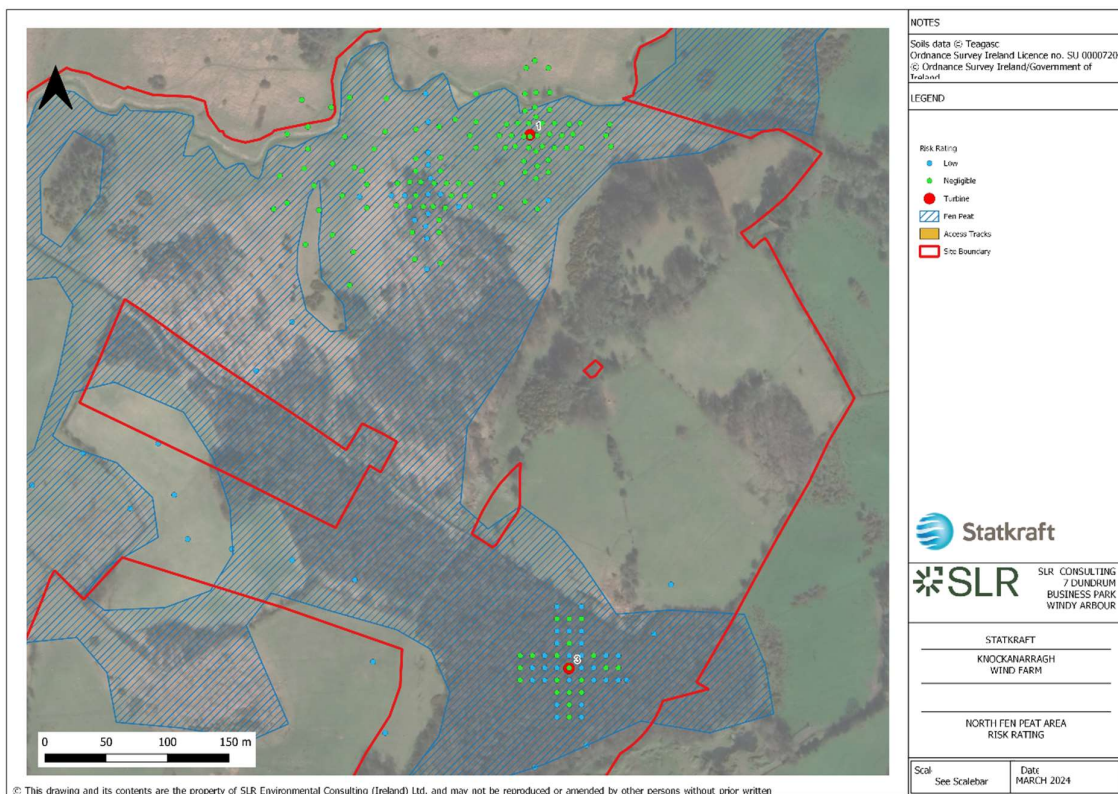 NOTES
Soils data © Teagasc
Ordnance Survey Ireland Licence no. SU 0000720
© Ordnance Survey Ireland/Government of
Ireland
LEGEND
Risk Rating
Low
Negligible
Turbine
Fen Peat
Access Tracks
Site Boundary
1
3
0 50 100 150 m
Statkraft
SLR
SLR CONSULTING
7 DUNDRUM
BUSINESS PARK
WINDY ARBOUR
STATKRAFT
KNOCKANARRAGH
WIND FARM
NORTH FEN PEAT AREA
RISK RATING
Scal
See Scalebar
Date
MARCH 2024
© This drawing and its contents are the property of SLR Environmental Consulting (Ireland) Ltd. and may not be reproduced or amended by other persons without prior written